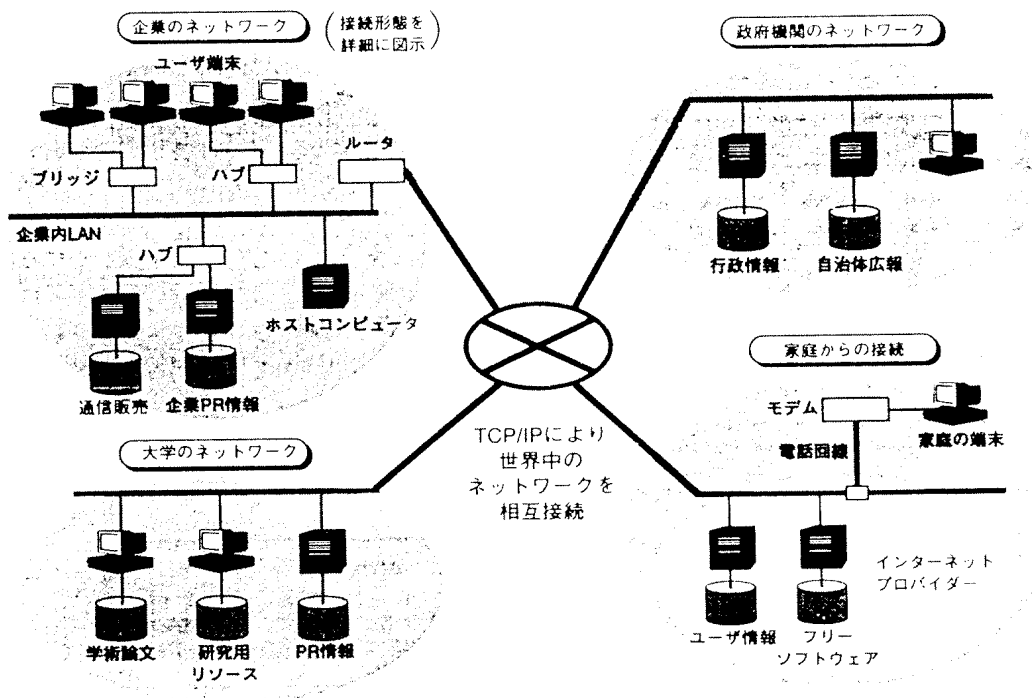 企業のネットワーク
(接続形態を
詳細に図示)
ユーザ端末
ブリッジ
ハブ
ルータ
企業内LAN
ハブ
ホストコンピュータ
通信販売
企業PR情報
政府機関のネットワーク
行政情報
自治体広報
TCP/IPにより
世界中の
ネットワークを
相互接続
大学のネットワーク
学術論文
研究用
リソース
PR情報
家庭からの接続
モデム
家庭の端末
電話回線
インターネット
プロバイダー
ユーザ情報
フリー
ソフトウェア